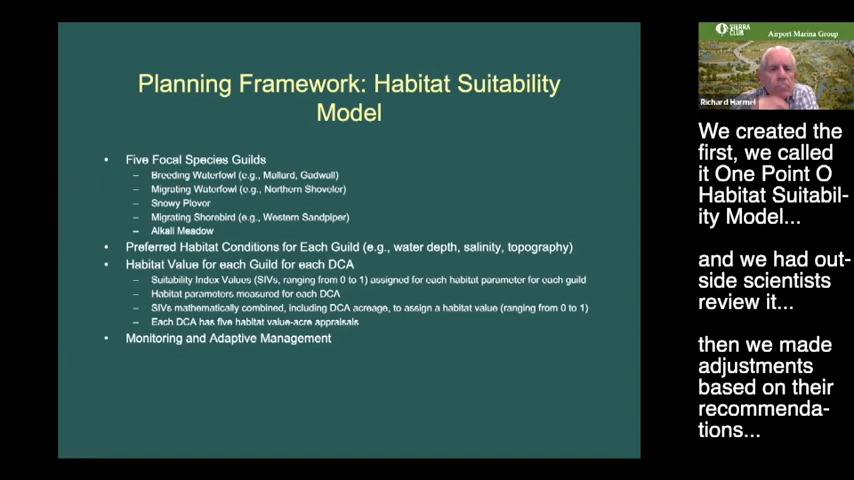 Planning Framework: Habitat Suitability
Model
• Five Focal Species Guilds
– Breeding Waterfowl (e.g., Mallard, Gadwall)
– Migrating Waterfowl (e.g., Northern Shoveler)
– Snowy Plovor
– Migrating Shorebird (e.g., Western Sandpiper)
– Alkali Meadow
• Preferred Habitat Conditions for Each Guild (e.g., water depth, salinity, topography)
• Habitat Value for each Guild for each DCA
– Suitability Index Values (SIVs, ranging from 0 to 1) assigned for each habitat parameter for each guild
– Habitat parameters measured for each DCA
– SIVs mathematically combined, including DCA acreage, to assign a habitat value (ranging from 0 to 1)
– Each DCA has five habitat value-acre appraisals
• Monitoring and Adaptive Management
SIERRA
CLUB
Airport Marina Group
Richard Harmel
We created the
first, we called
it One Point O
Habitat Suitabil-
ity Model...
and we had out-
side scientists
review it...
then we made
adjustments
based on their
recommenda-
tions...